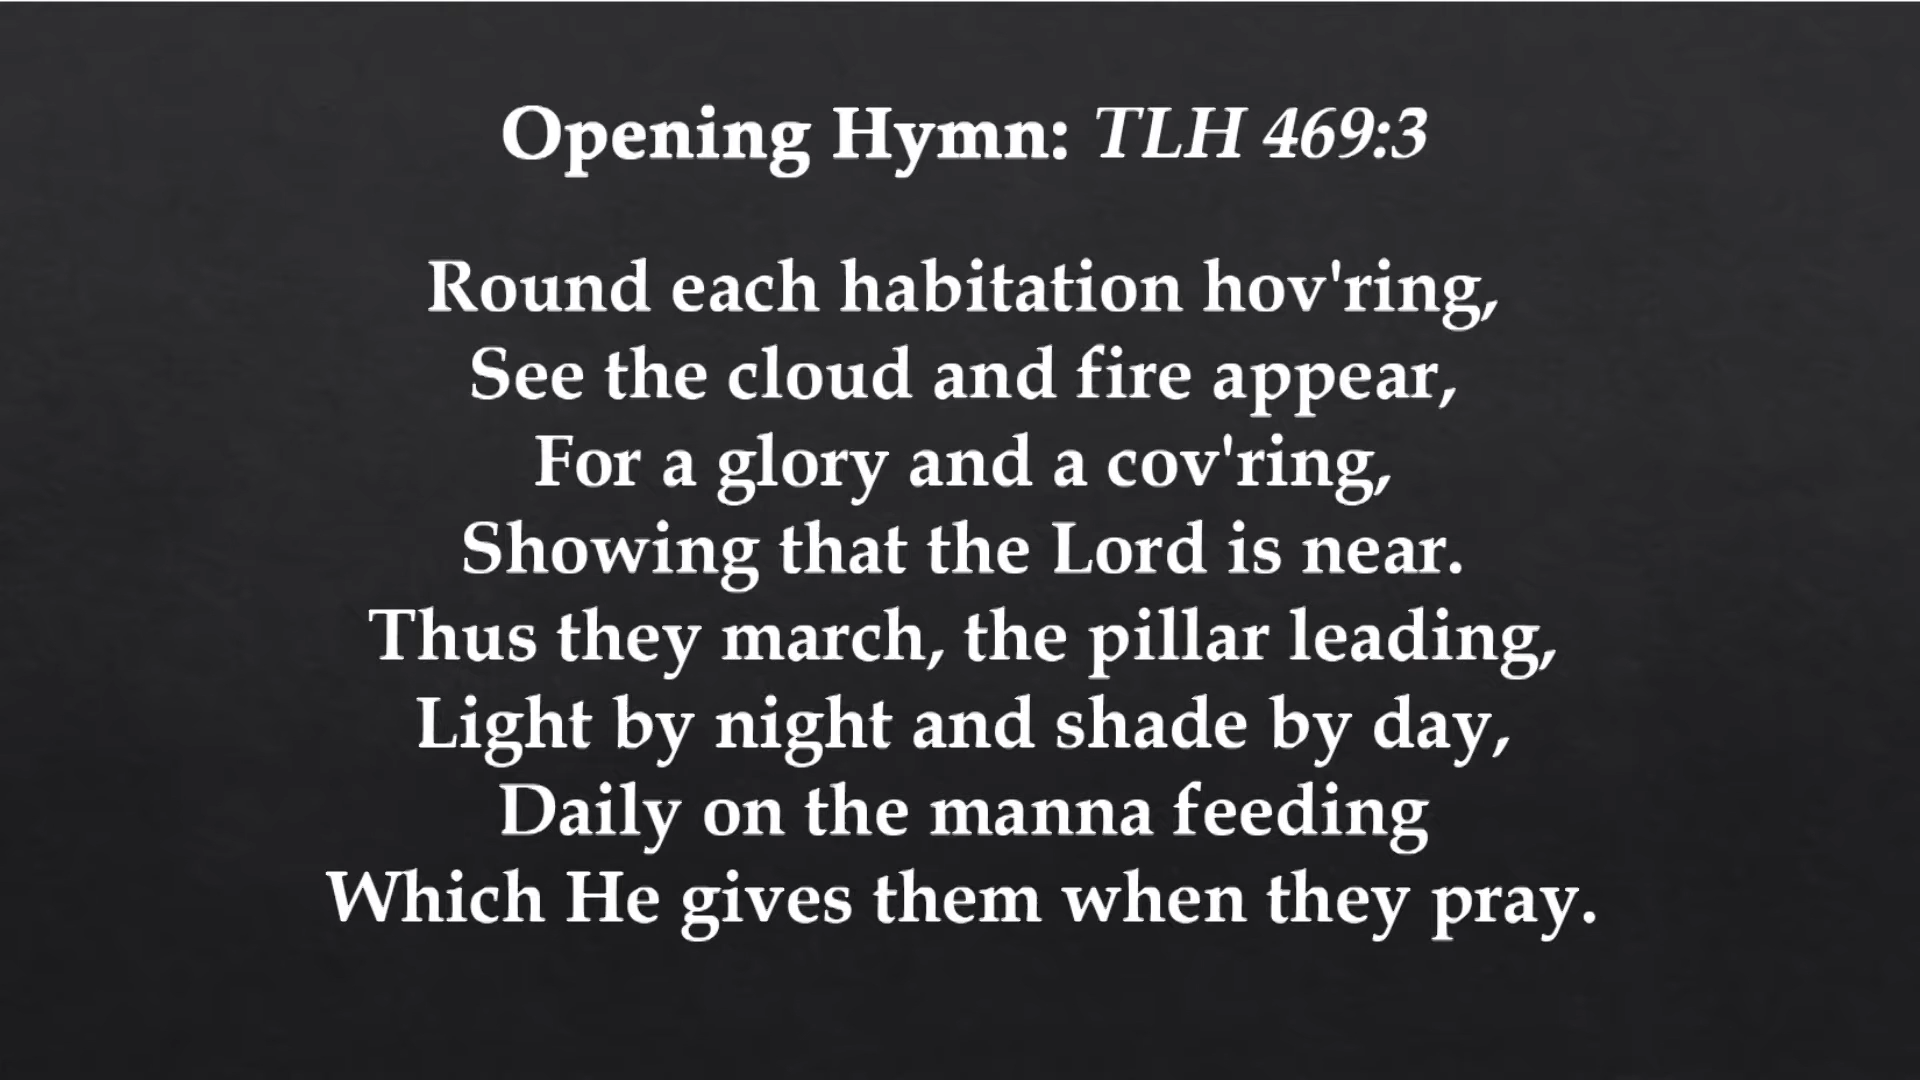 Opening Hymn: TLH 469:3
Round each habitation hov'ring,
See the cloud and fire appear,
For a glory and a cov'ring,
Showing that the Lord is near.
Thus they march, the pillar leading,
Light by night and shade by day,
Daily on the manna feeding
Which He gives them when they pray.